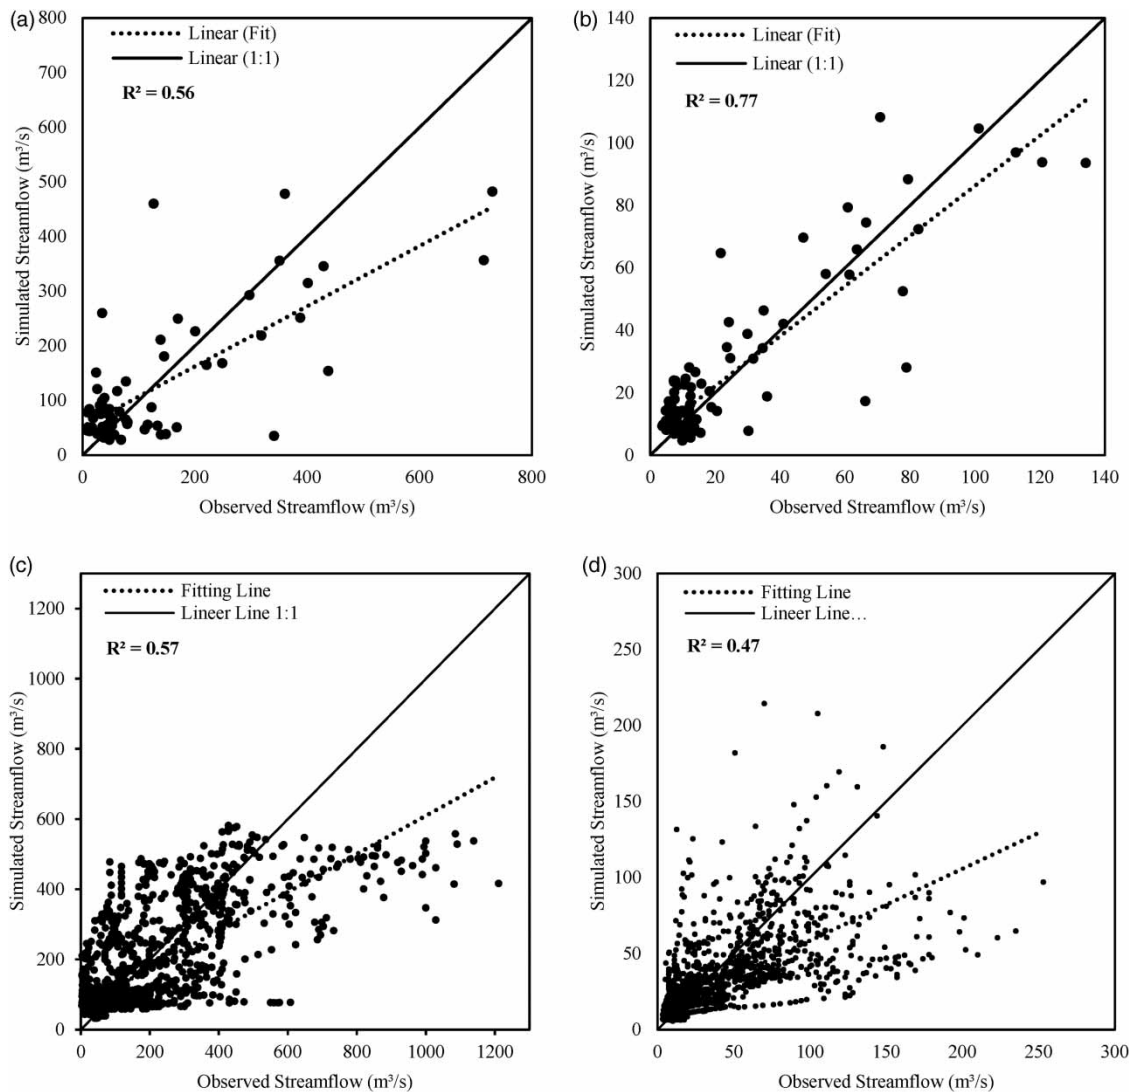 (a)
800
700
600
500
400
300
200
100
0
Simulated Streamflow (m³/s)
Linear (Fit)
Linear (1:1)
R² = 0.56
0 200 400 600 800
Observed Streamflow (m³/s)
(b)
140
120
100
80
60
40
20
0
Simulated Streamflow (m³/s)
Linear (Fit)
Linear (1:1)
R² = 0.77
0 20 40 60 80 100 120 140
Observed Streamflow (m³/s)
(c)
1200
1000
800
600
400
200
0
Simulated Streamflow (m³/s)
Fitting Line
Lineer Line 1:1
R² = 0.57
0 200 400 600 800 1000 1200
Observed Streamflow (m³/s)
(d)
300
250
200
150
100
50
0
Simulated Streamflow (m³/s)
Fitting Line
Lineer Line…
R² = 0.47
0 50 100 150 200 250 300
Observed Streamflow (m³/s)